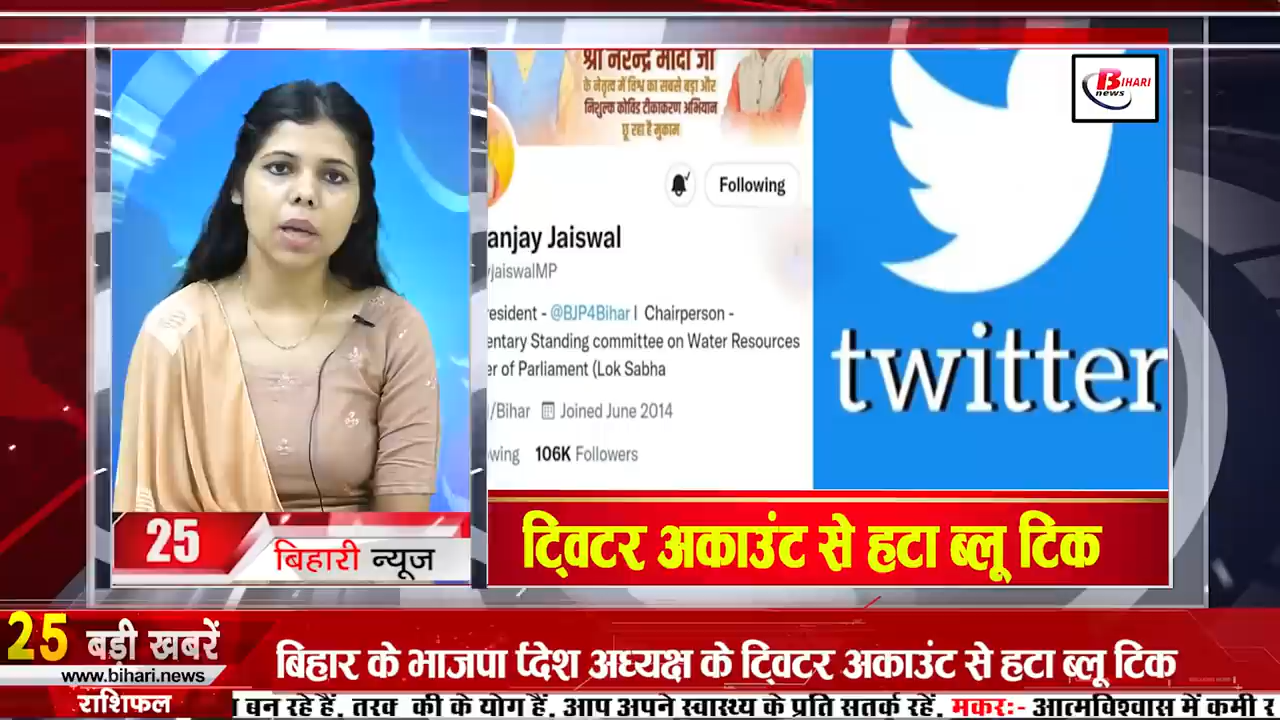 श्री नरेन्द्र मोदी जी
के नेतृत्व में विश्व का सबसे बड़ा और
निशुल्क कोविड टीकाकरण अभियान
छू रहा है मुकाम
BIHARI
news
Following
anjay Jaiswal
yjaiswalMP
esident - @BJP4Bihar I Chairperson -
entary Standing committee on Water Resources
er of Parliament (Lok Sabha
/Bihar Joined June 2014
wing 106K Followers
twitter
25
बिहारी न्यूज
ट्विटर अकाउंट से हटा ब्लू टिक
25 बड़ी खबरें
www.bihari.news
बिहार के भाजपा प्रदेश अध्यक्ष के ट्विटर अकाउंट से हटा ब्लू टिक
राशिफल
बन रहे हैं, तरक्की के योग हैं, आप अपने स्वास्थ्य के प्रति सतर्क रहें, मकर:- आत्मविश्वास में कमी र